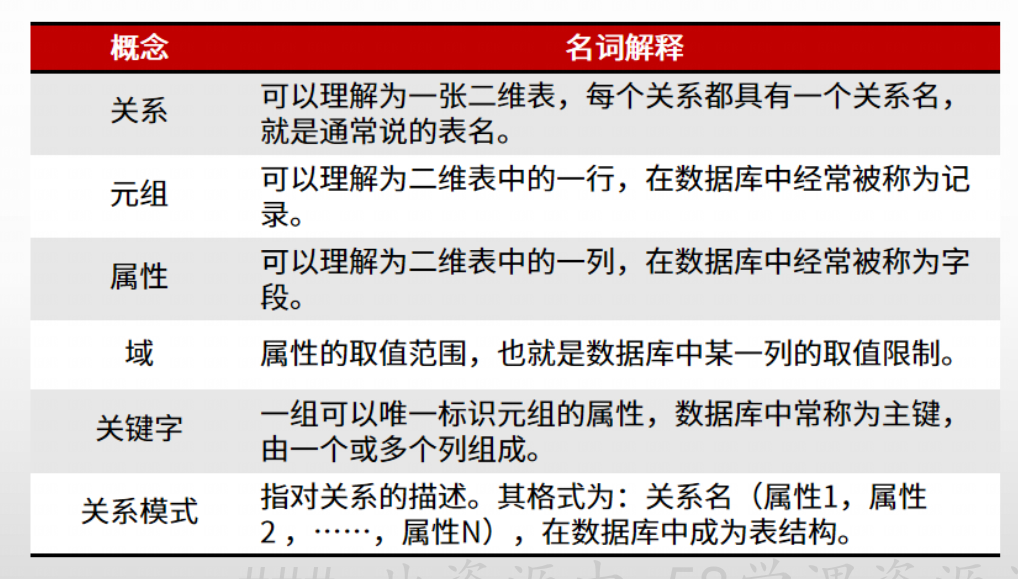 概念 名词解释
关系 可以理解为一张二维表，每个关系都具有一个关系名，
就是通常说的表名。
元组 可以理解为二维表中的一行，在数据库中经常被称为记
录。
属性 可以理解为二维表中的一列，在数据库中经常被称为字
段。
域 属性的取值范围，也就是数据库中某一列的取值限制。
关键字 一组可以唯一标识元组的属性，数据库中常称为主键，
由一个或多个列组成。
关系模式 指对关系的描述。其格式为：关系名（属性1，属性
2 ，……，属性N），在数据库中成为表结构。